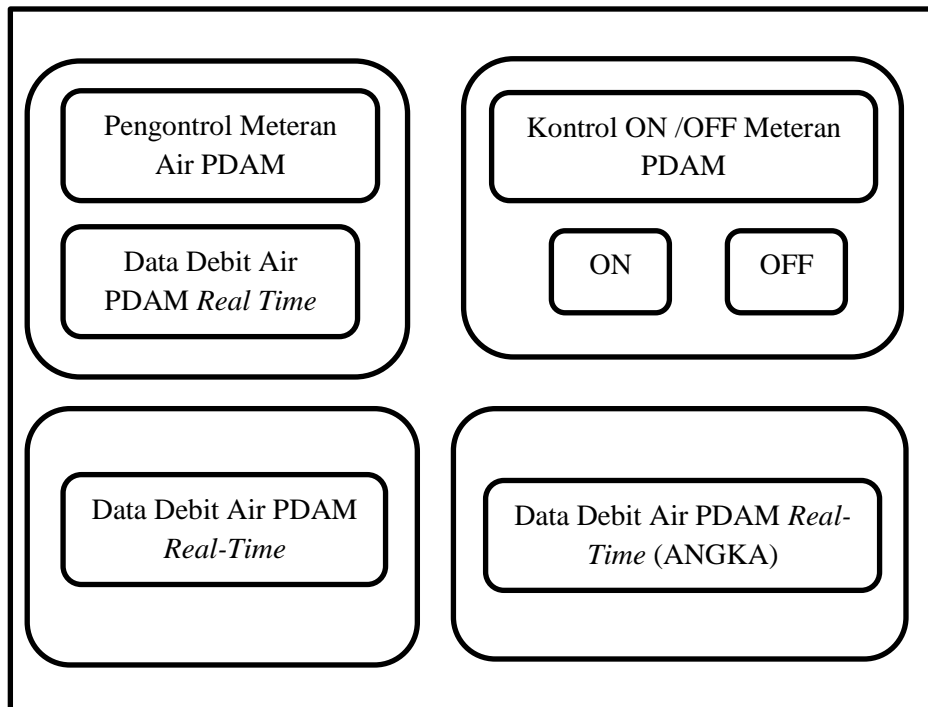 Pengontrol Meteran
Air PDAM
Data Debit Air
PDAM Real Time
Kontrol ON /OFF Meteran
PDAM
ON
OFF
Data Debit Air PDAM
Real-Time
Data Debit Air PDAM Real-
Time (ANGKA)